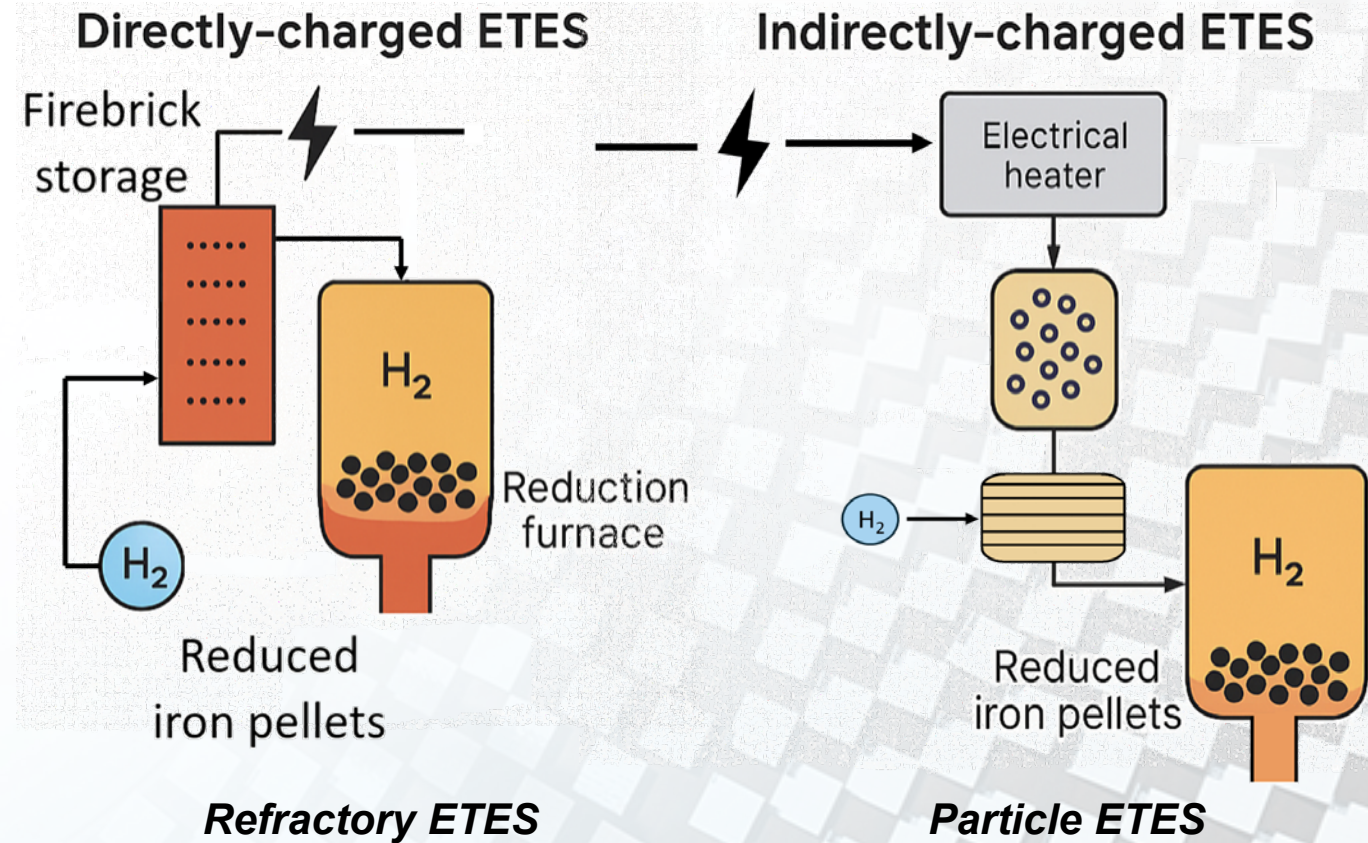 Directly-charged ETES
Firebrick
storage
H₂
Reduction
furnace
H₂
Reduced
iron pellets
Refractory ETES
Indirectly-charged ETES
Electrical
heater
H₂
H₂
Reduced
iron pellets
Particle ETES